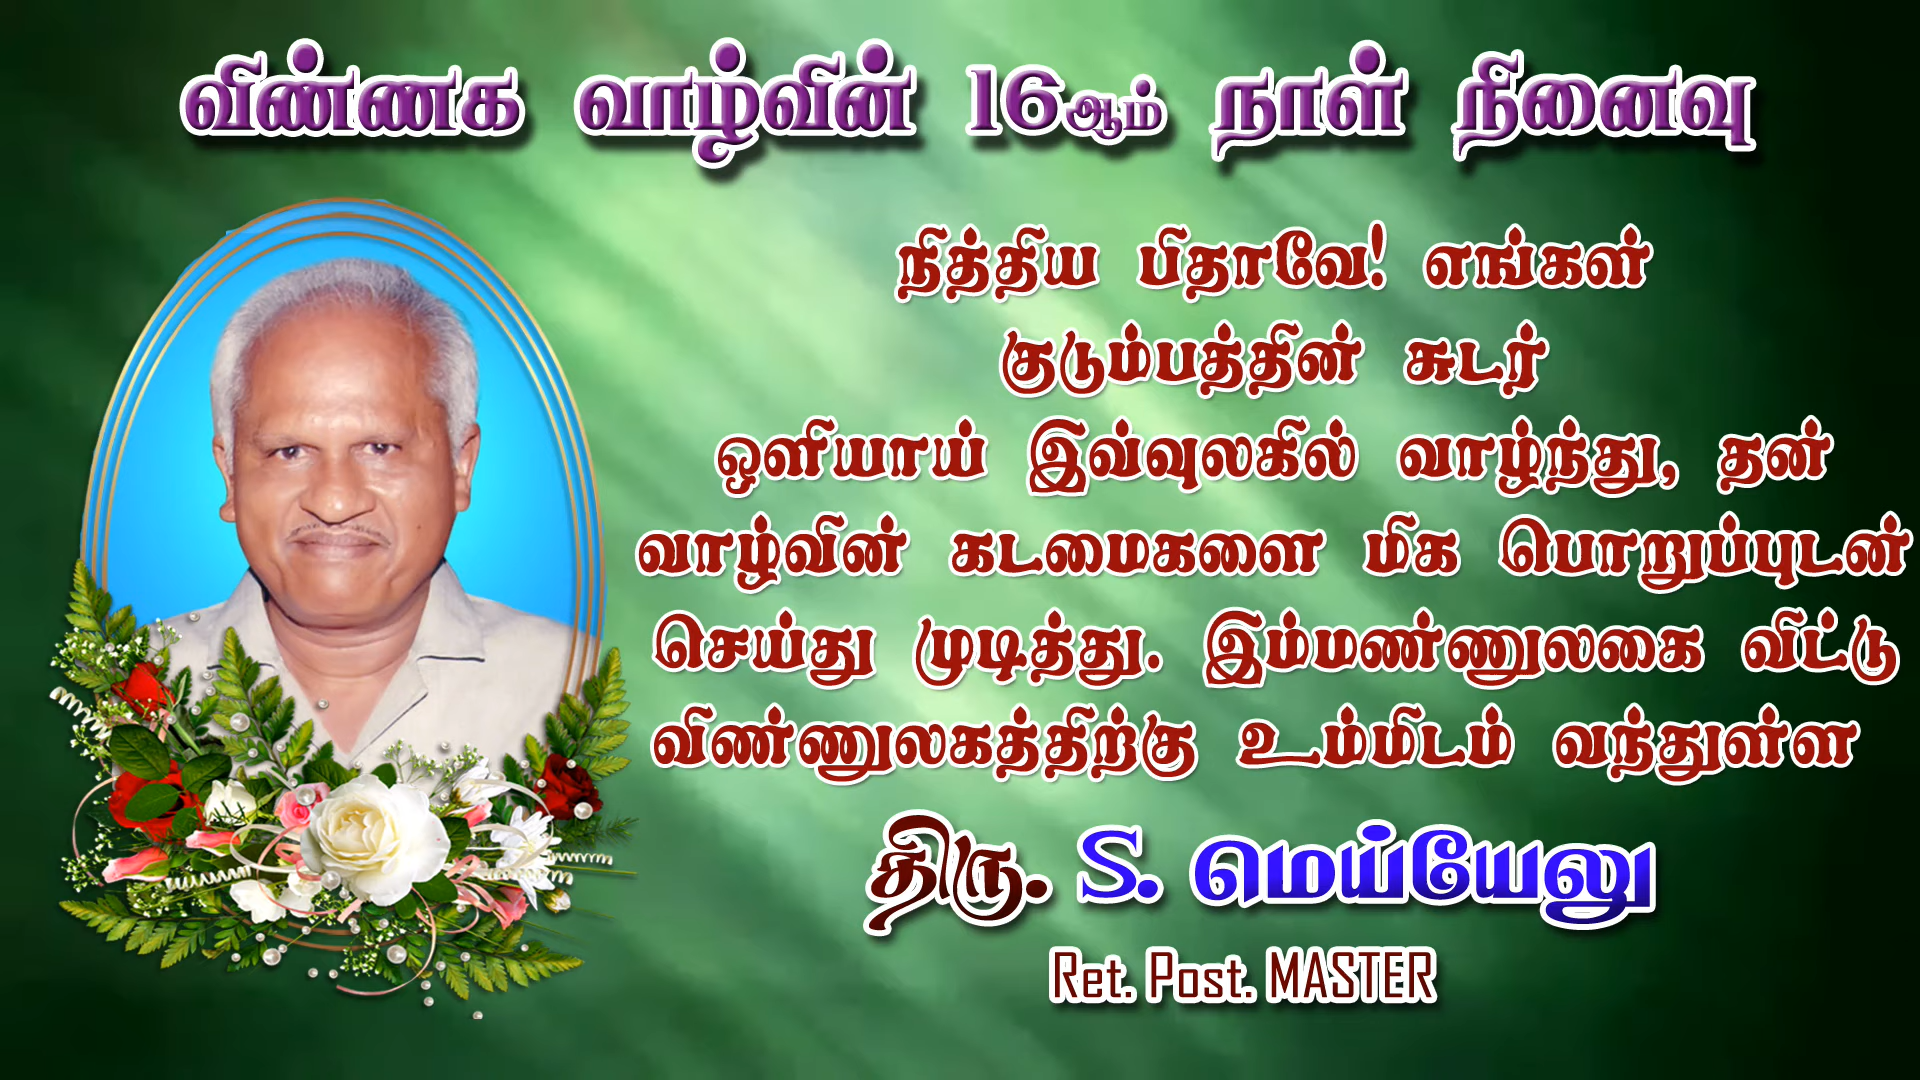 விண்ணக வாழ்வின் 16ஆம் நாள் நினைவு
நித்திய பிதாவே! எங்கள்
குடும்பத்தின் சுடர்
ஒளியாய் இவ்வுலகில் வாழ்ந்து, தன்
வாழ்வின் கடமைகளை மிக பொறுப்புடன்
செய்து முடித்து. இம்மண்ணுலகை விட்டு
விண்ணுலகத்திற்கு உம்மிடம் வந்துள்ள
திரு. S. மெய்யேலு
Ret. Post. MASTER